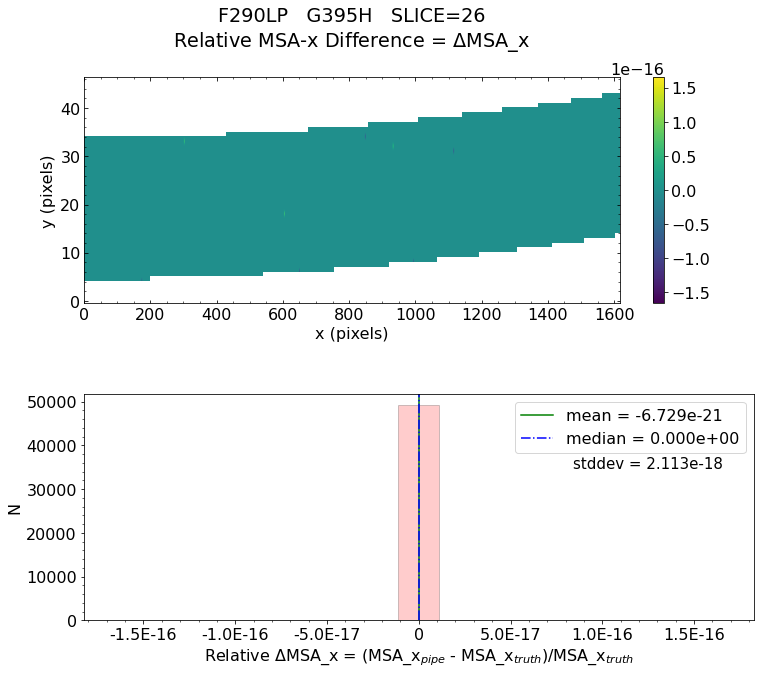 F290LP   G395H   SLICE=26
Relative MSA-x Difference = ΔMSA_x
1e−16
y (pixels)
40
30
20
10
0
0 200 400 600 800 1000 1200 1400 1600
x (pixels)
1.5
1.0
0.5
0.0
−0.5
−1.0
−1.5
N
50000
40000
30000
20000
10000
0
mean = -6.729e-21
median = 0.000e+00
stddev = 2.113e-18
-1.5E-16 -1.0E-16 -5.0E-17 0 5.0E-17 1.0E-16 1.5E-16
Relative ΔMSA_x = (MSA_x_pipe - MSA_x_truth)/MSA_x_truth